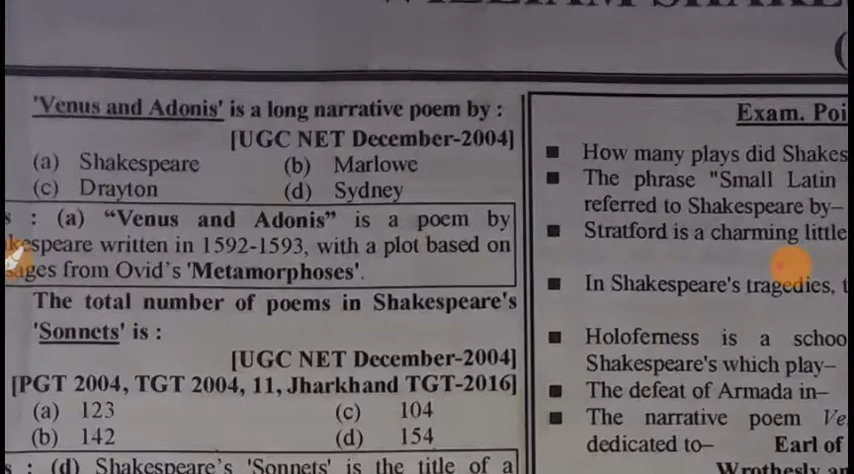 'Venus and Adonis' is a long narrative poem by :
[UGC NET December-2004]
(a) Shakespeare (b) Marlowe
(c) Drayton (d) Sydney
s : (a) “Venus and Adonis” is a poem by
kespeare written in 1592-1593, with a plot based on
sages from Ovid's 'Metamorphoses'.
The total number of poems in Shakespeare's
'Sonnets' is :
[UGC NET December-2004]
[PGT 2004, TGT 2004, 11, Jharkhand TGT-2016]
(a) 123 (c) 104
(b) 142 (d) 154
s : (d) Shakespeare's 'Sonnets' is the title of a
(
Exam. Poi
■ How many plays did Shakes
■ The phrase "Small Latin
referred to Shakespeare by–
■ Stratford is a charming little
■ In Shakespeare's tragedies, t
■ Holoferness is a schoo
Shakespeare's which play–
■ The defeat of Armada in–
■ The narrative poem Ve
dedicated to– Earl of
Wrothesly an